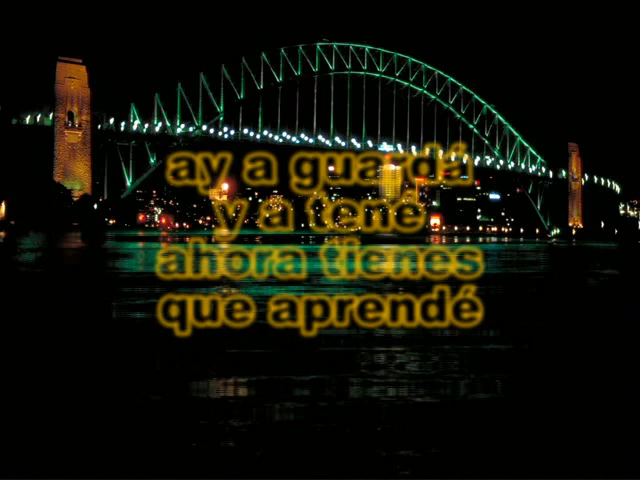 ay a guardá
y a tené
ahora tienes
que aprendé